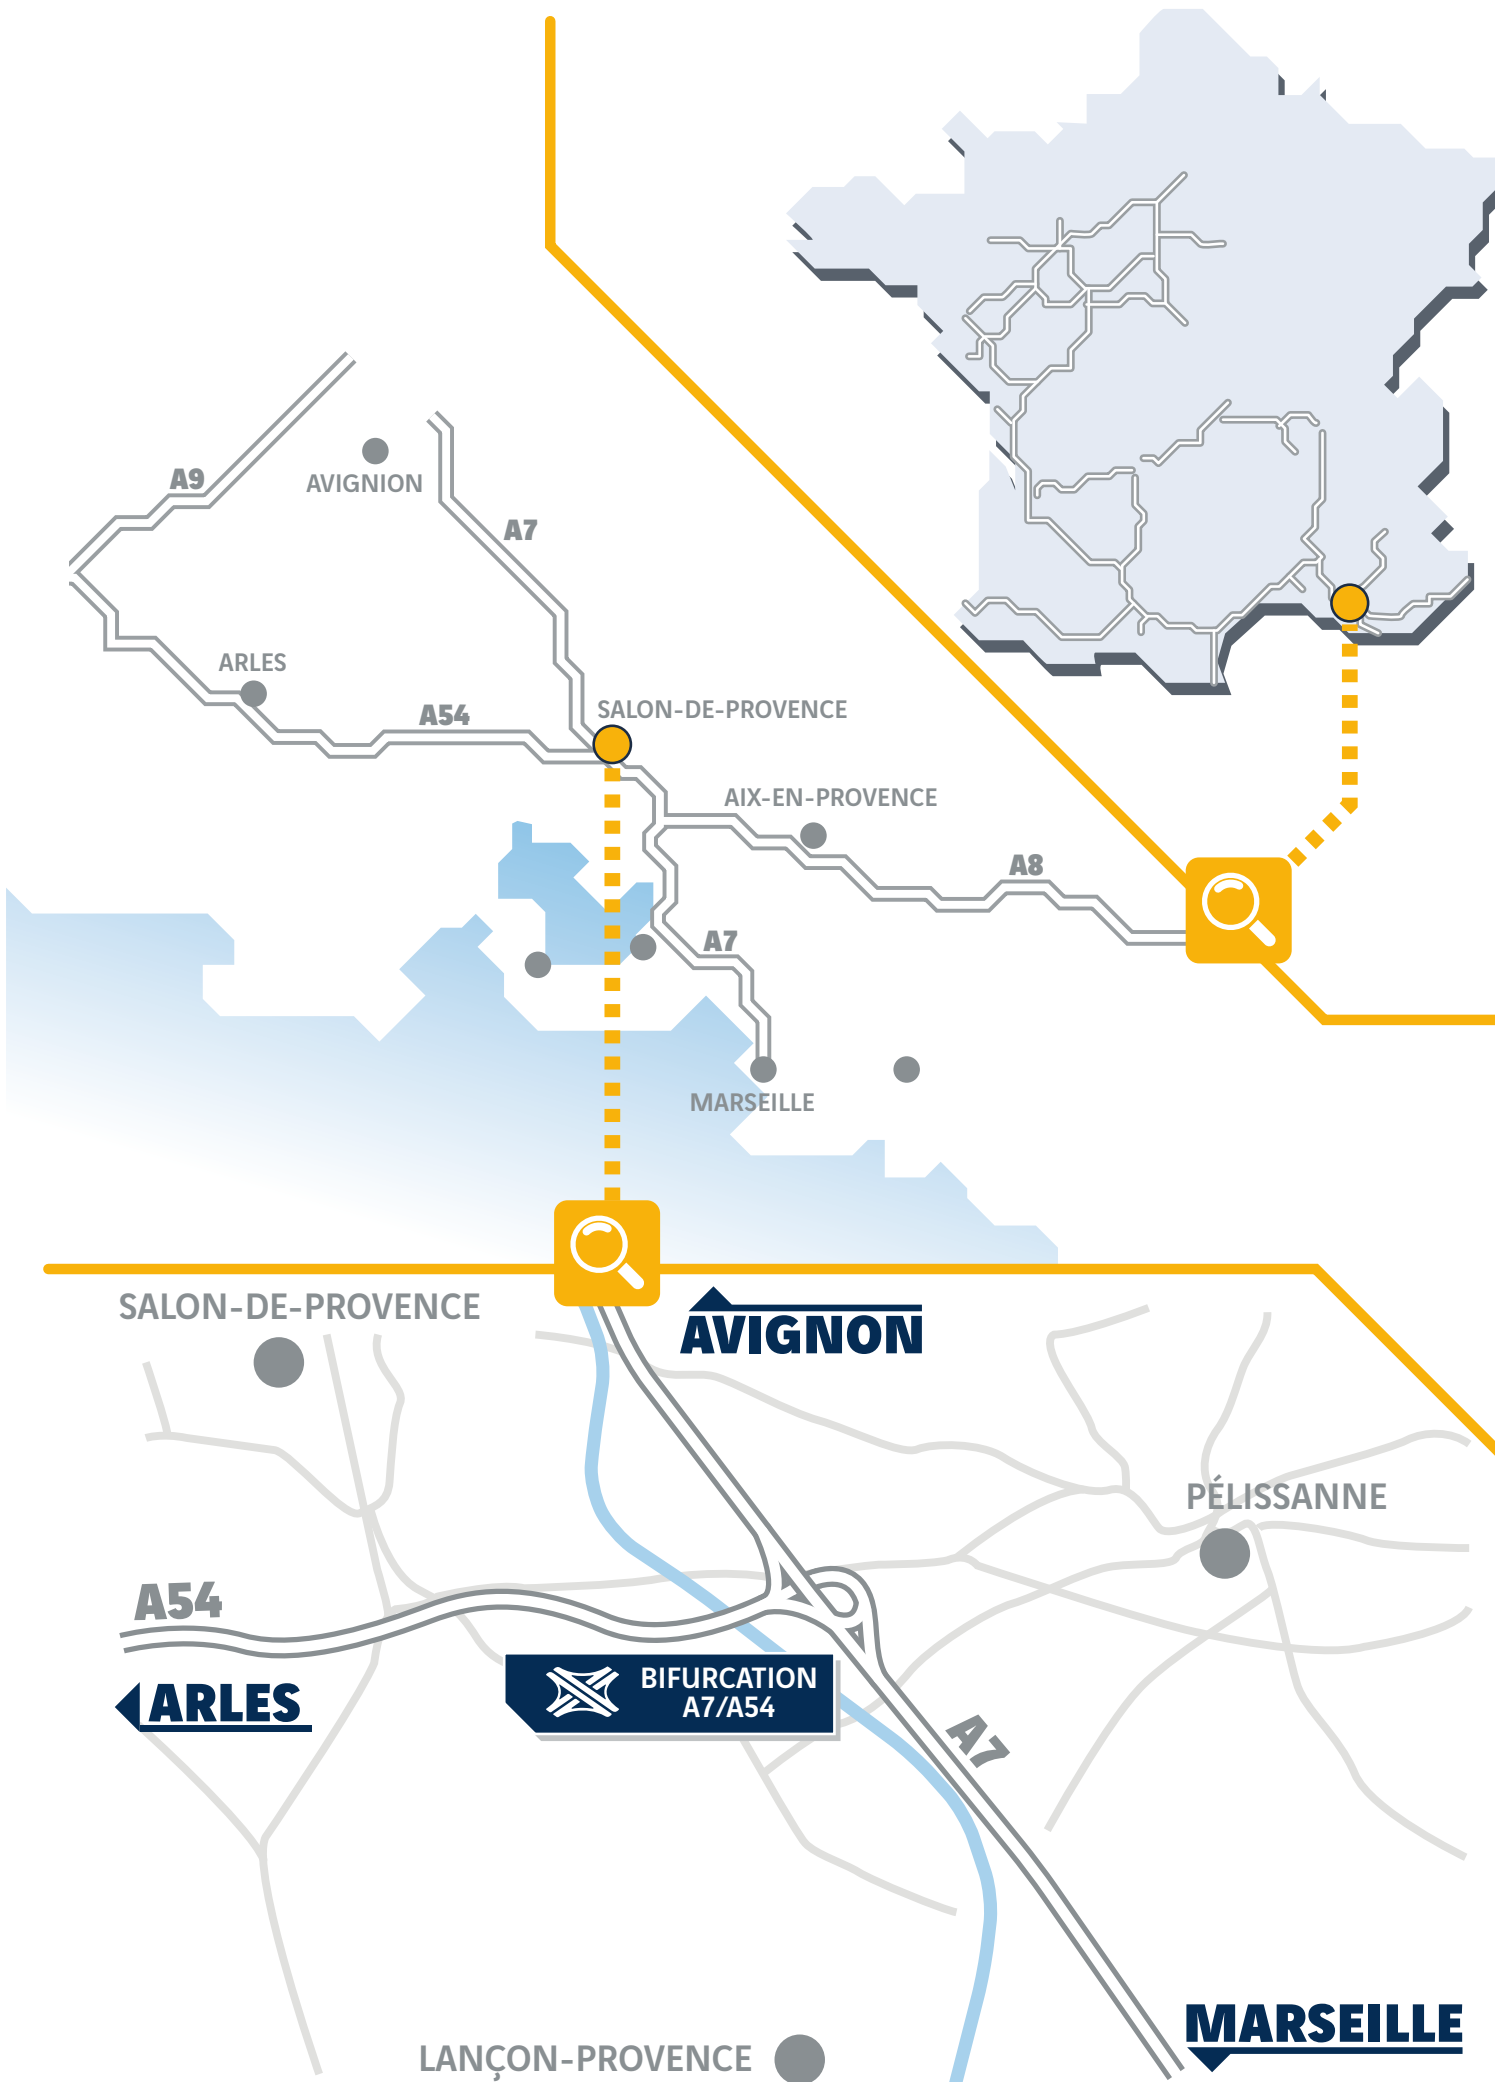 A9
AVIGNION
A7
ARLES
A54
SALON-DE-PROVENCE
AIX-EN-PROVENCE
A8
A7
MARSEILLE
SALON-DE-PROVENCE
AVIGNON
PÉLISSANNE
A54
ARLES
BIFURCATION
A7/A54
A7
MARSEILLE
LANÇON-PROVENCE